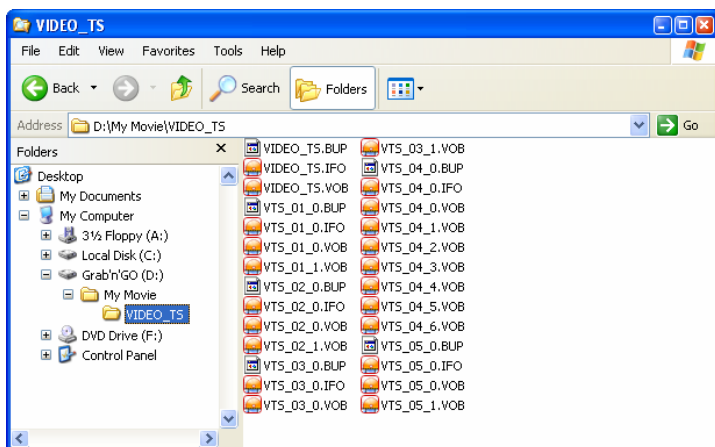 VIDEO_TS
File Edit View Favorites Tools Help
Back Search Folders
Address D:\My Movie\VIDEO_TS Go
Folders
Desktop
My Documents
My Computer
3½ Floppy (A:)
Local Disk (C:)
Grab'n'GO (D:)
My Movie
VIDEO_TS
DVD Drive (F:)
Control Panel
VIDEO_TS.BUP
VIDEO_TS.IFO
VIDEO_TS.VOB
VTS_01_0.BUP
VTS_01_0.IFO
VTS_01_0.VOB
VTS_01_1.VOB
VTS_02_0.BUP
VTS_02_0.IFO
VTS_02_0.VOB
VTS_02_1.VOB
VTS_03_0.BUP
VTS_03_0.IFO
VTS_03_0.VOB
VTS_03_1.VOB
VTS_04_0.BUP
VTS_04_0.IFO
VTS_04_0.VOB
VTS_04_1.VOB
VTS_04_2.VOB
VTS_04_3.VOB
VTS_04_4.VOB
VTS_04_5.VOB
VTS_04_6.VOB
VTS_05_0.BUP
VTS_05_0.IFO
VTS_05_0.VOB
VTS_05_1.VOB